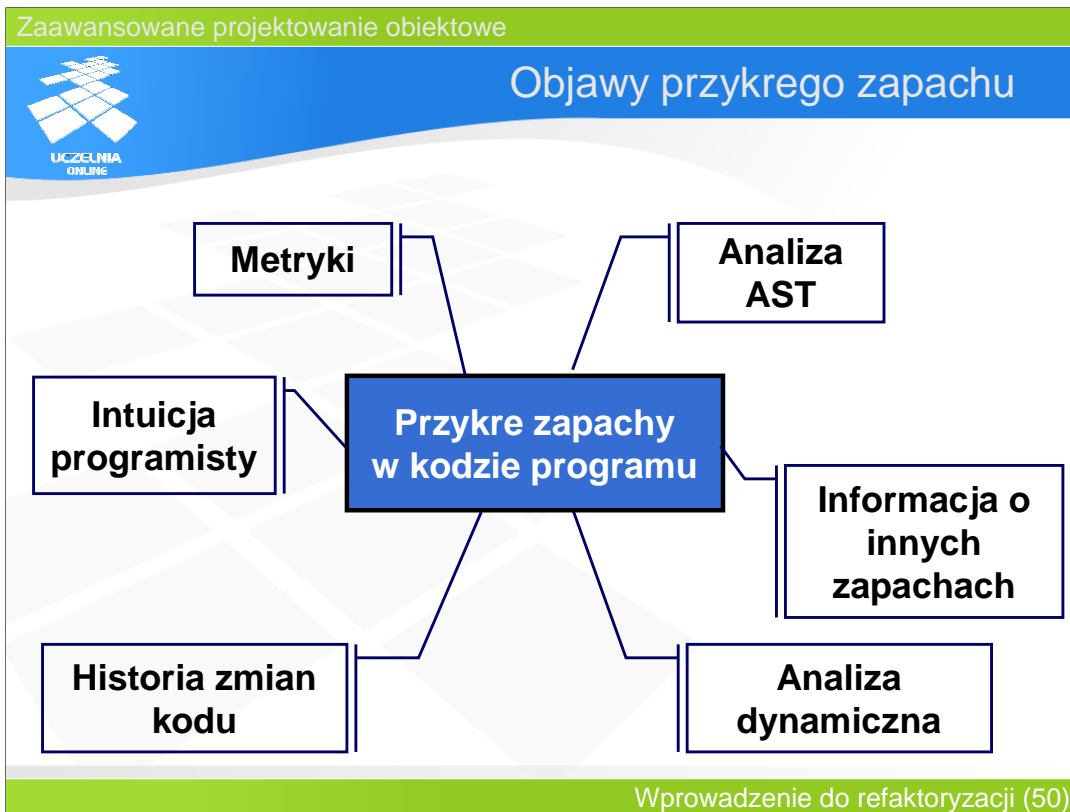 Zaawansowane projektowanie obiektowe
UCZELNIA
ONLINE
Objawy przykrego zapachu
Metryki
Analiza
AST
Intuicja
programisty
Przykre zapachy
w kodzie programu
Informacja o
innych
zapachach
Historia zmian
kodu
Analiza
dynamiczna
Wprowadzenie do refaktoryzacji (50)